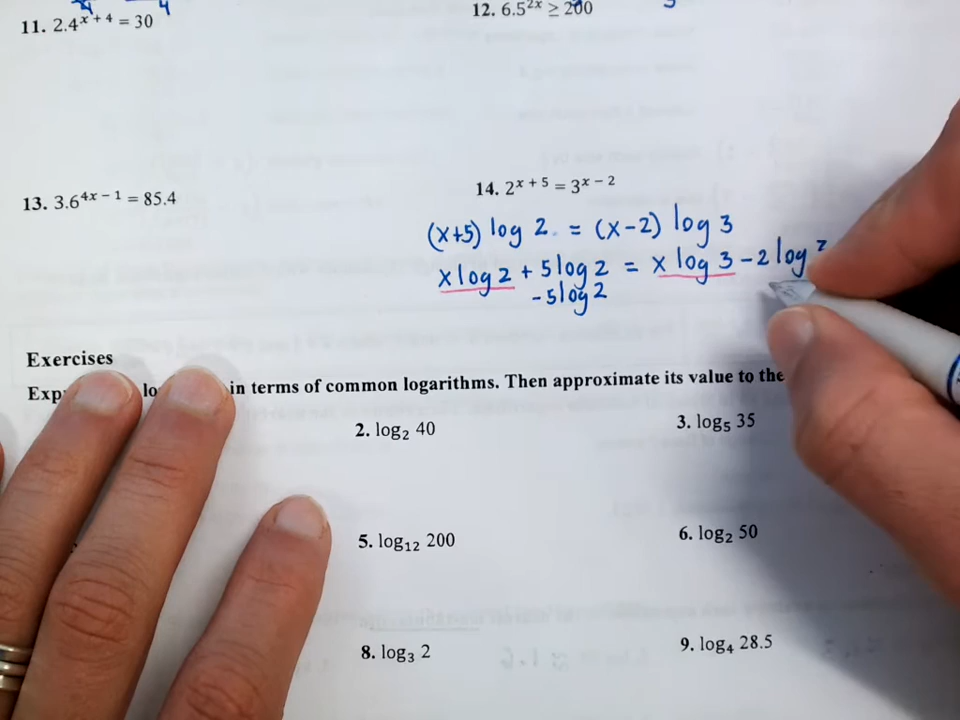 11. 2.4^(x + 4) = 30
12. 6.5^(2x) ≥ 200
13. 3.6^(4x − 1) = 85.4
14. 2^(x + 5) = 3^(x − 2)
(x+5) log 2 = (x-2) log 3
x log 2 + 5 log 2 = x log 3 - 2 log
-5 log 2
Exercises
in terms of common logarithms. Then approximate its value to the
2. log₂ 40
3. log₅ 35
5. log₁₂ 200
6. log₂ 50
8. log₃ 2
9. log₄ 28.5